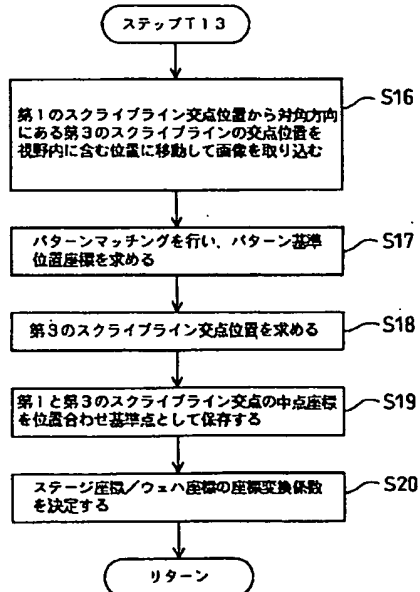 ステップT13
第1のスクライブライン交点位置から対角方向
にある第3のスクライブラインの交点位置を
視野内に含む位置に移動して画像を取り込む
S16
パターンマッチングを行い、パターン基準
位置座標を求める
S17
第3のスクライブライン交点位置を求める
S18
第1と第3のスクライブライン交点の中点座標
を位置合わせ基準点として保存する
S19
ステージ座標/ウェハ座標の座標変換係数
を決定する
S20
リターン